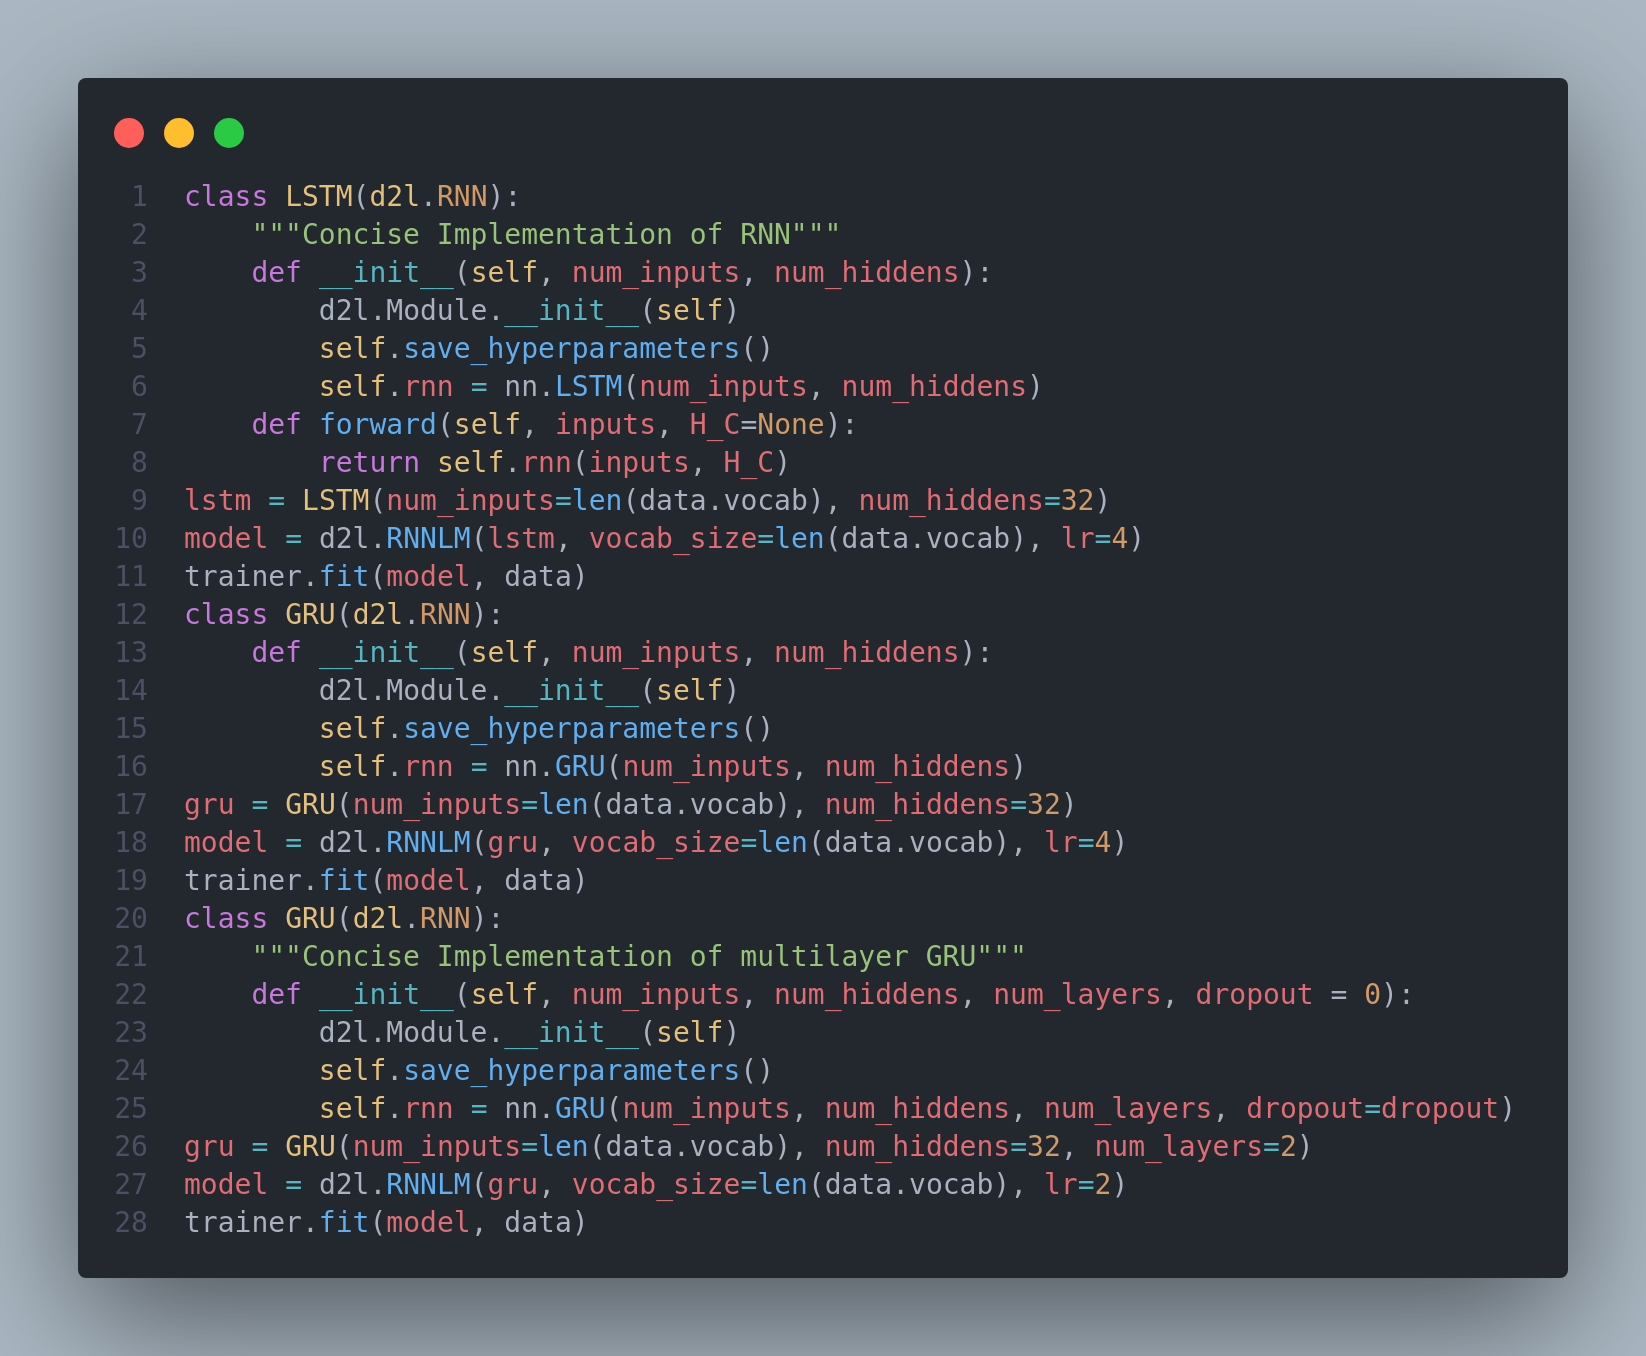 1 class LSTM(d2l.RNN):
2     """Concise Implementation of RNN"""
3     def __init__(self, num_inputs, num_hiddens):
4         d2l.Module.__init__(self)
5         self.save_hyperparameters()
6         self.rnn = nn.LSTM(num_inputs, num_hiddens)
7     def forward(self, inputs, H_C=None):
8         return self.rnn(inputs, H_C)
9 lstm = LSTM(num_inputs=len(data.vocab), num_hiddens=32)
10 model = d2l.RNNLM(lstm, vocab_size=len(data.vocab), lr=4)
11 trainer.fit(model, data)
12 class GRU(d2l.RNN):
13     def __init__(self, num_inputs, num_hiddens):
14         d2l.Module.__init__(self)
15         self.save_hyperparameters()
16         self.rnn = nn.GRU(num_inputs, num_hiddens)
17 gru = GRU(num_inputs=len(data.vocab), num_hiddens=32)
18 model = d2l.RNNLM(gru, vocab_size=len(data.vocab), lr=4)
19 trainer.fit(model, data)
20 class GRU(d2l.RNN):
21     """Concise Implementation of multilayer GRU"""
22     def __init__(self, num_inputs, num_hiddens, num_layers, dropout = 0):
23         d2l.Module.__init__(self)
24         self.save_hyperparameters()
25         self.rnn = nn.GRU(num_inputs, num_hiddens, num_layers, dropout=dropout)
26 gru = GRU(num_inputs=len(data.vocab), num_hiddens=32, num_layers=2)
27 model = d2l.RNNLM(gru, vocab_size=len(data.vocab), lr=2)
28 trainer.fit(model, data)